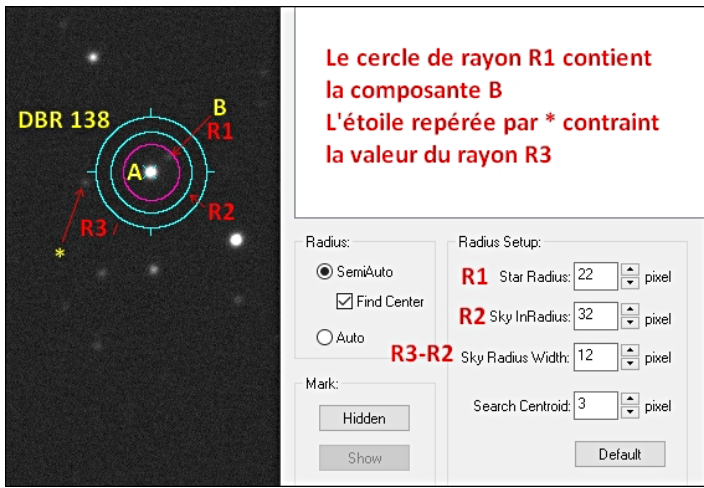 Le cercle de rayon R1 contient
la composante B
L'étoile repérée par * contraint
la valeur du rayon R3
DBR 138
B
R1
A
R2
R3
*
Radius:
SemiAuto
Find Center
Auto
Mark:
Hidden
Show
Radius Setup:
R1 Star Radius: 22 pixel
R2 Sky InRadius: 32 pixel
R3-R2 Sky Radius Width: 12 pixel
Search Centroid: 3 pixel
Default